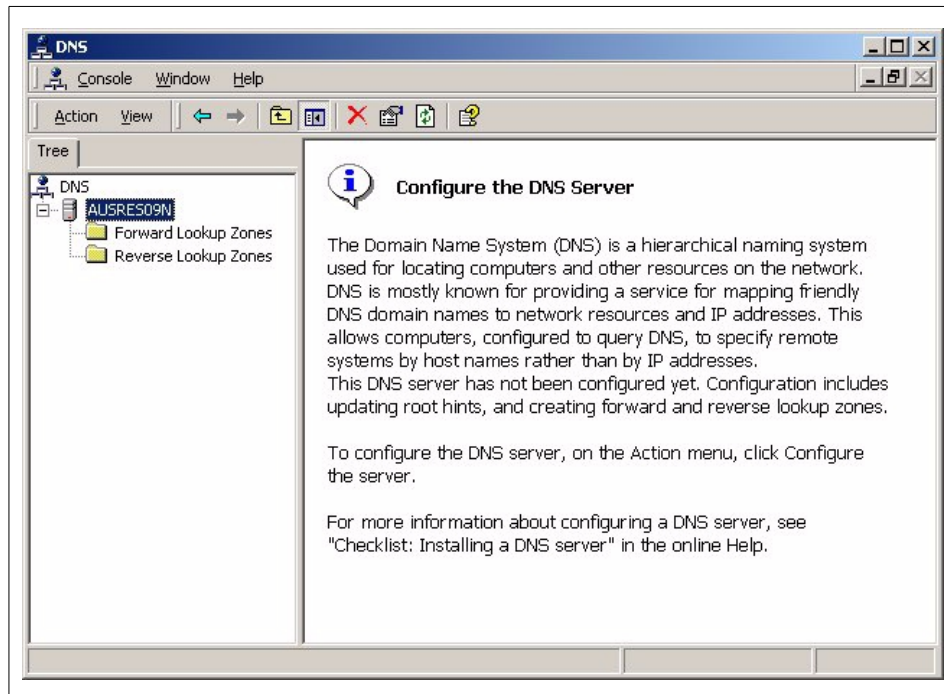 DNS
Console Window Help
Action View
Tree
DNS
AUSRES09N
Forward Lookup Zones
Reverse Lookup Zones
Configure the DNS Server
The Domain Name System (DNS) is a hierarchical naming system
used for locating computers and other resources on the network.
DNS is mostly known for providing a service for mapping friendly
DNS domain names to network resources and IP addresses. This
allows computers, configured to query DNS, to specify remote
systems by host names rather than by IP addresses.
This DNS server has not been configured yet. Configuration includes
updating root hints, and creating forward and reverse lookup zones.
To configure the DNS server, on the Action menu, click Configure
the server.
For more information about configuring a DNS server, see
"Checklist: Installing a DNS server" in the online Help.